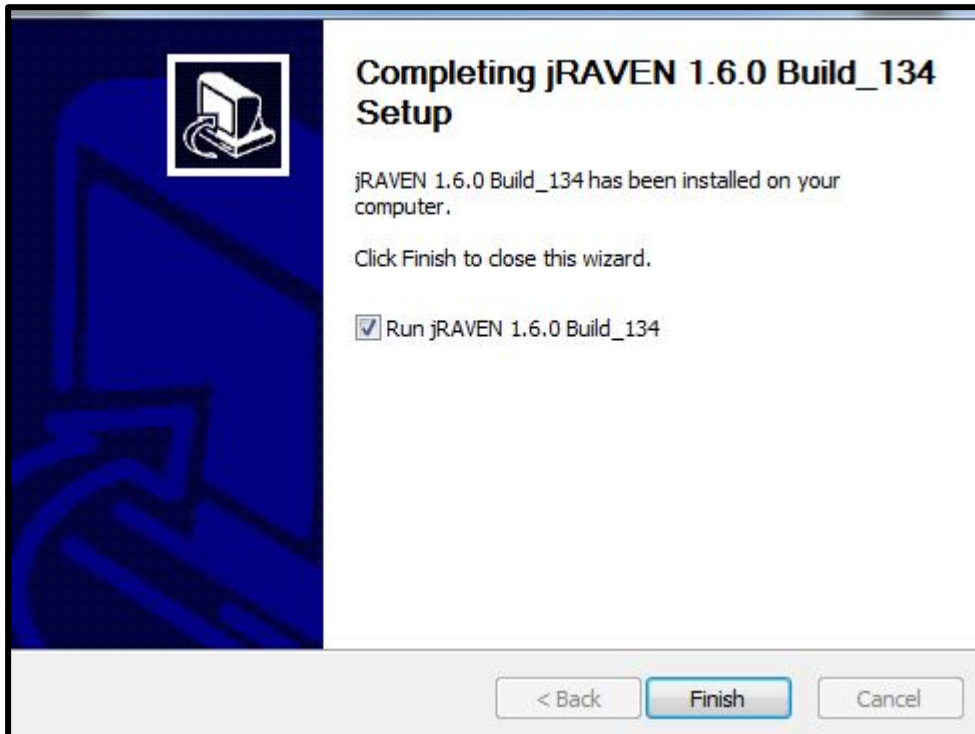 Completing jRAVEN 1.6.0 Build_134
Setup
jRAVEN 1.6.0 Build_134 has been installed on your
computer.
Click Finish to close this wizard.
Run jRAVEN 1.6.0 Build_134
< Back Finish Cancel